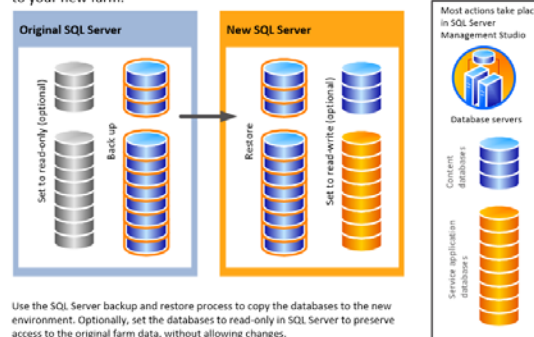 to your new farm.
Original SQL Server
New SQL Server
Set to read-only (optional)
Back up
Restore
Set to read-write (optional)
Use the SQL Server backup and restore process to copy the databases to the new
environment. Optionally, set the databases to read-only in SQL Server to preserve
access to the original farm data, without allowing changes.
Most actions take plac
in SQL Server
Management Studio
Database servers
Content
databases
Service application
databases